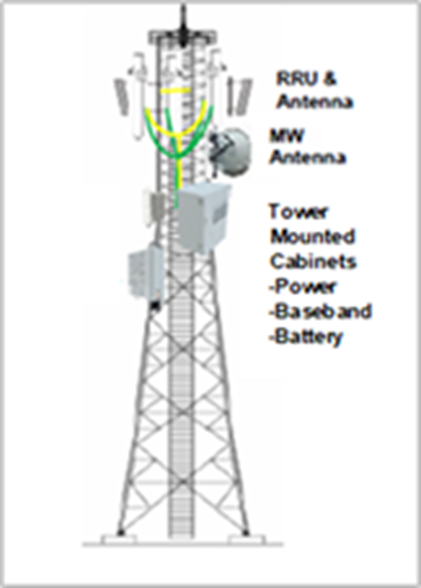 RRU &
Antenna
MW
Antenna
Tower
Mounted
Cabinets
-Power
-Baseband
-Battery